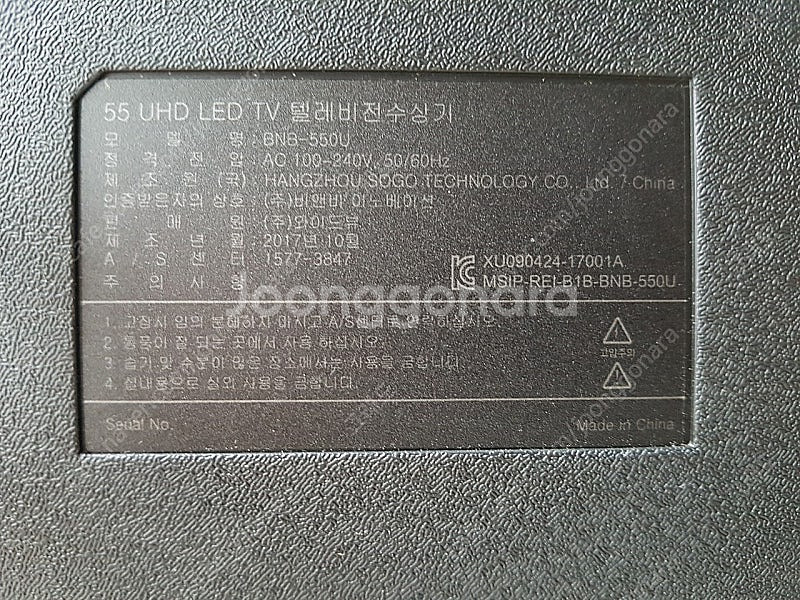 55 UHD LED TV 텔레비전수상기
모 델 명 : BNB-550U
정 격 전 압 : AC 100-240V, 50/60Hz
제 조 원 (국) : HANGZHOU SOGO TECHNOLOGY CO., Ltd. / China
인증받은자의 상호 : (주)비앤비 이노베이션
판 매 원 : (주)와이드뷰
제 조 년 월 : 2017년 10월
A / S 센 터 : 1577-3847
XU090424-17001A
주 의 사 항
MSIP-REI-B1B-BNB-550U
Joonggonara
1. 고장시 임의 분해하지 마시고 A/S센터로 연락하십시오.
2. 통풍이 잘 되는 곳에서 사용 하십시오.
고압주의
3. 습기 및 수분이 많은 장소에서는 사용을 금합니다.
4. 실내용으로 실외 사용을 금합니다.
Serial No.
Made in China